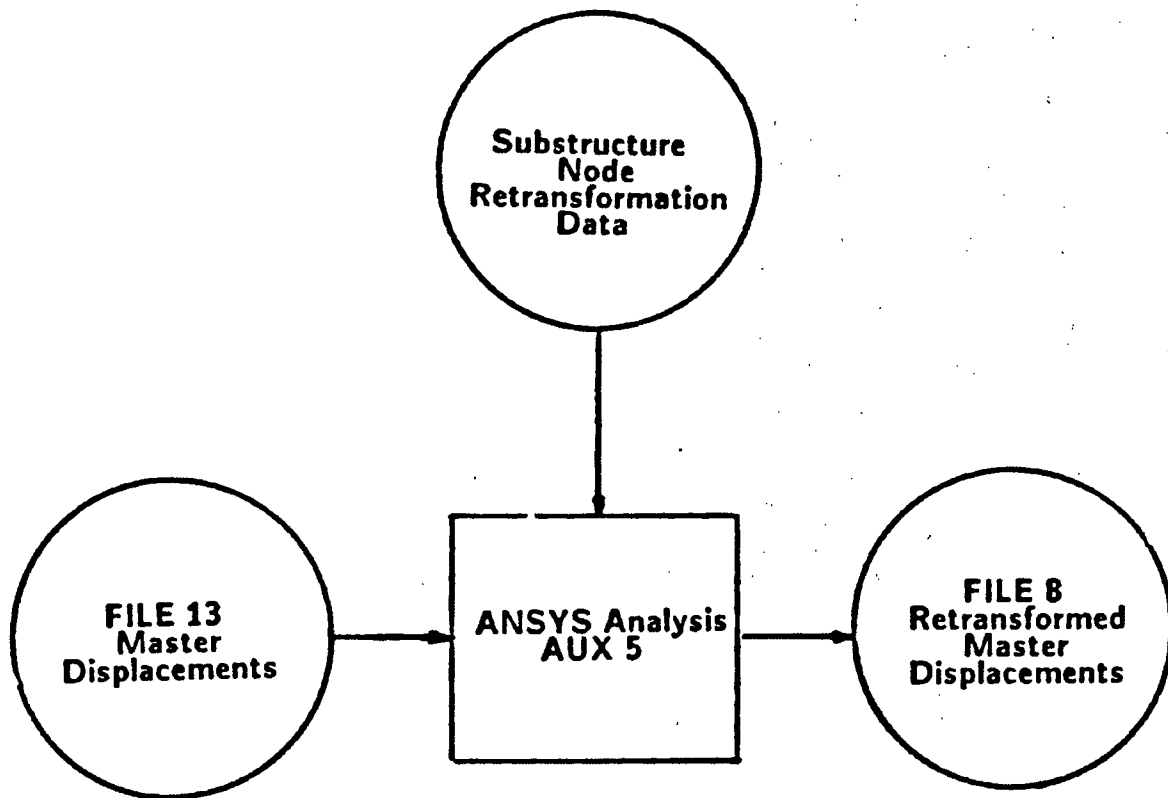 Substructure
Node
Retransformation
Data
FILE 13
Master
Displacements
ANSYS Analysis
AUX 5
FILE 8
Retransformed
Master
Displacements